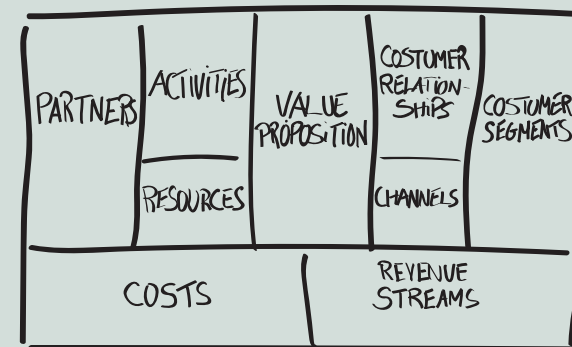 PARTNERS
ACTIVITIES
RESOURCES
VALUE
PROPOSITION
COSTUMER
RELATION-
SHIPS
CHANNELS
COSTUMER
SEGMENTS
COSTS
REVENUE
STREAMS